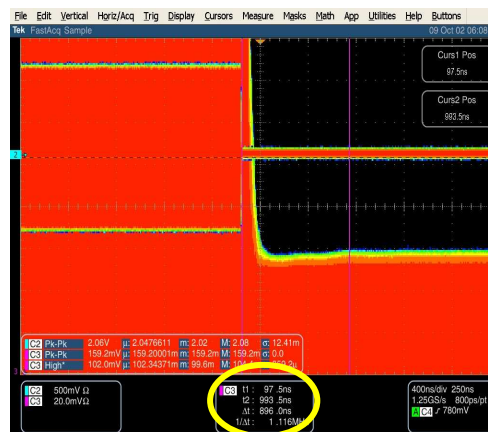 File Edit Vertical Horiz/Acq Trig Display Cursors Measure Masks Math App Utilities Help Buttons
Tek FastAcq Sample 09 Oct 02 06:08
Curs1 Pos
97.5ns
Curs2 Pos
993.5ns
2
3
C2 Pk-Pk 2.06V µ: 2.0476611 m: 2.02 M: 2.08 σ: 12.41m
C3 Pk-Pk 159.2mV µ: 159.20001m m: 159.2m M: 159.2m σ: 0.0
C3 High* 102.0mV µ: 102.34371m m: 99.6m M:
C2 500mV Ω
C3 20.0mVΩ
C3 t1: 97.5ns
t2: 993.5ns
Δt: 896.0ns
1/Δt: 1.116MHz
400ns/div 250ns
1.25GS/s 800ps/pt
A C4 ⌐ 780mV